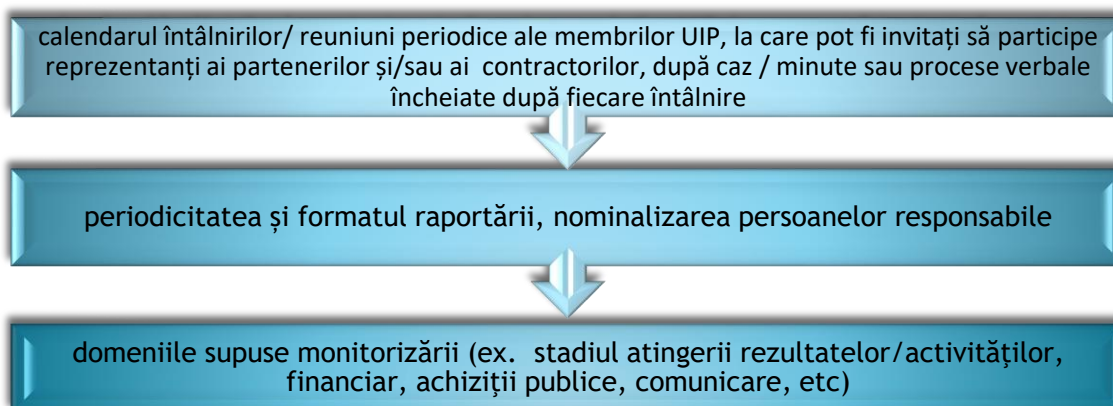 calendarul întâlnirilor/ reuniuni periodice ale membrilor UIP, la care pot fi invitați să participe
reprezentanți ai partenerilor și/sau ai  contractorilor, după caz / minute sau procese verbale
încheiate după fiecare întâlnire
periodicitatea și formatul raportării, nominalizarea persoanelor responsabile
domeniile supuse monitorizării (ex.  stadiul atingerii rezultatelor/activităţilor,
financiar, achiziţii publice, comunicare, etc)